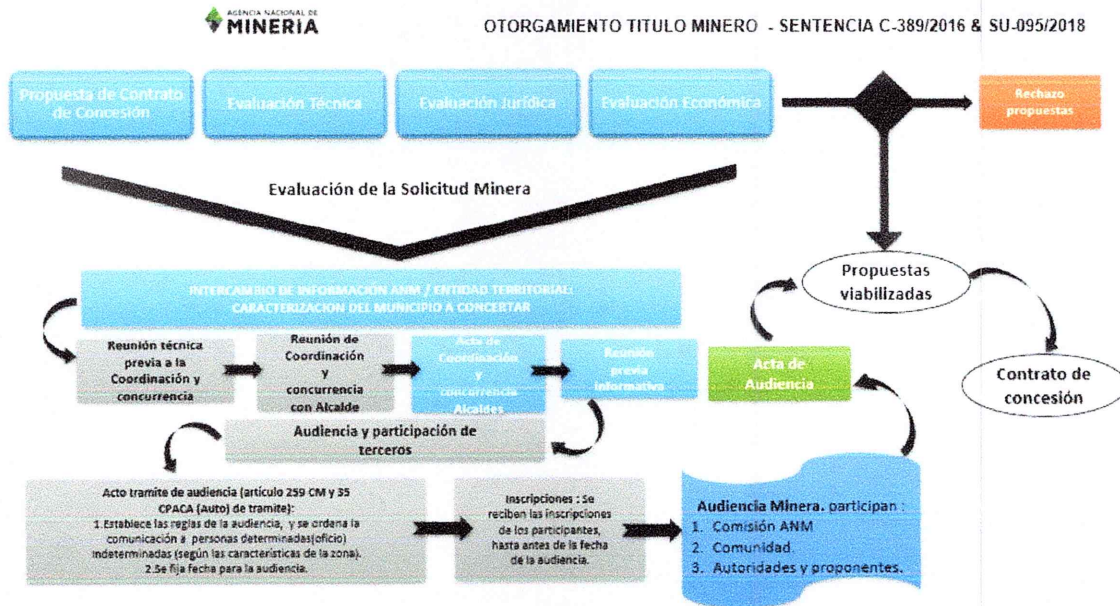 AGENCIA NACIONAL DE
MINERÍA
OTORGAMIENTO TITULO MINERO - SENTENCIA C-389/2016 & SU-095/2018
Propuesta de Contrato
de Concesión
Evaluación Técnica
Evaluación Jurídica
Evaluación Económica
Rechazo
propuestas
Evaluación de la Solicitud Minera
INTERCAMBIO DE INFORMACION ANM / ENTIDAD TERRITORIAL:
CARACTERIZACION DEL MUNICIPIO A CONCERTAR
Propuestas
viabilizadas
Reunión técnica
previa a la
Coordinación y
concurrencia
Reunión de
Coordinación
y
concurrencia
con Alcalde
Acta de
Coordinación
y
concurrencia
Alcaldes
Reunión
previa
informativa
Acta de
Audiencia
Contrato de
concesión
Audiencia y participación de
terceros
Acto tramite de audiencia (artículo 259 CM y 35
CPACA (Auto) de tramite):
1.Establece las reglas de la audiencia, y se ordena la
comunicación a personas determinadas(oficio)
indeterminadas (según las características de la zona).
2.Se fija fecha para la audiencia.
Inscripciones : Se
reciben las inscripciones
de los participantes,
hasta antes de la fecha
de la audiencia.
Audiencia Minera. participan :
1. Comisión ANM
2. Comunidad.
3. Autoridades y proponentes.